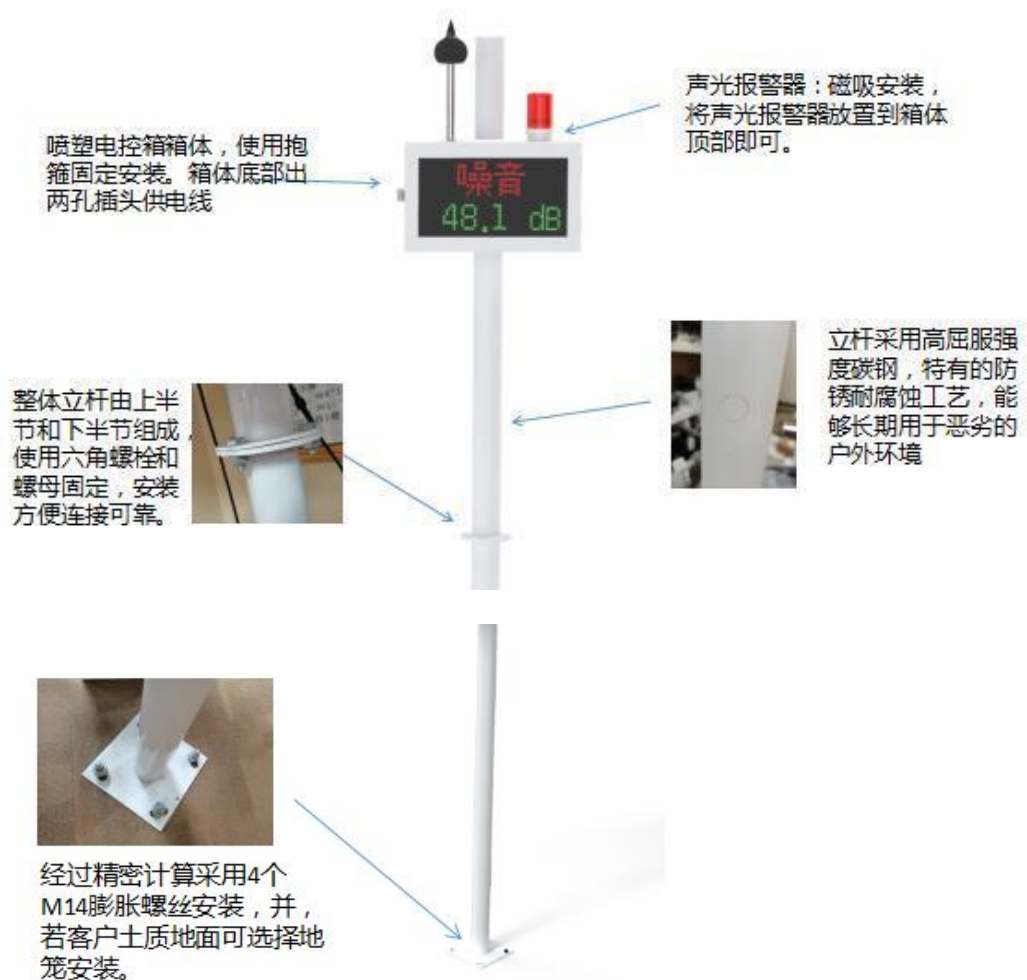 声光报警器：磁吸安装，
将声光报警器放置到箱体
顶部即可。
喷塑电控箱箱体，使用抱
箍固定安装。箱体底部出
两孔插头供电线
噪音
48.1 dB
立杆采用高屈服强
度碳钢，特有的防
锈耐腐蚀工艺，能
够长期用于恶劣的
户外环境
整体立杆由上半
节和下半节组成，
使用六角螺栓和
螺母固定，安装
方便连接可靠。
经过精密计算采用4个
M14膨胀螺丝安装，并，
若客户土质地面可选择地
笼安装。